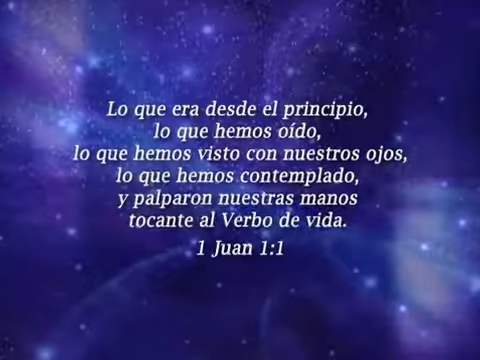 Lo que era desde el principio,
lo que hemos oído,
lo que hemos visto con nuestros ojos,
lo que hemos contemplado,
y palparon nuestras manos
tocante al Verbo de vida.
1 Juan 1:1